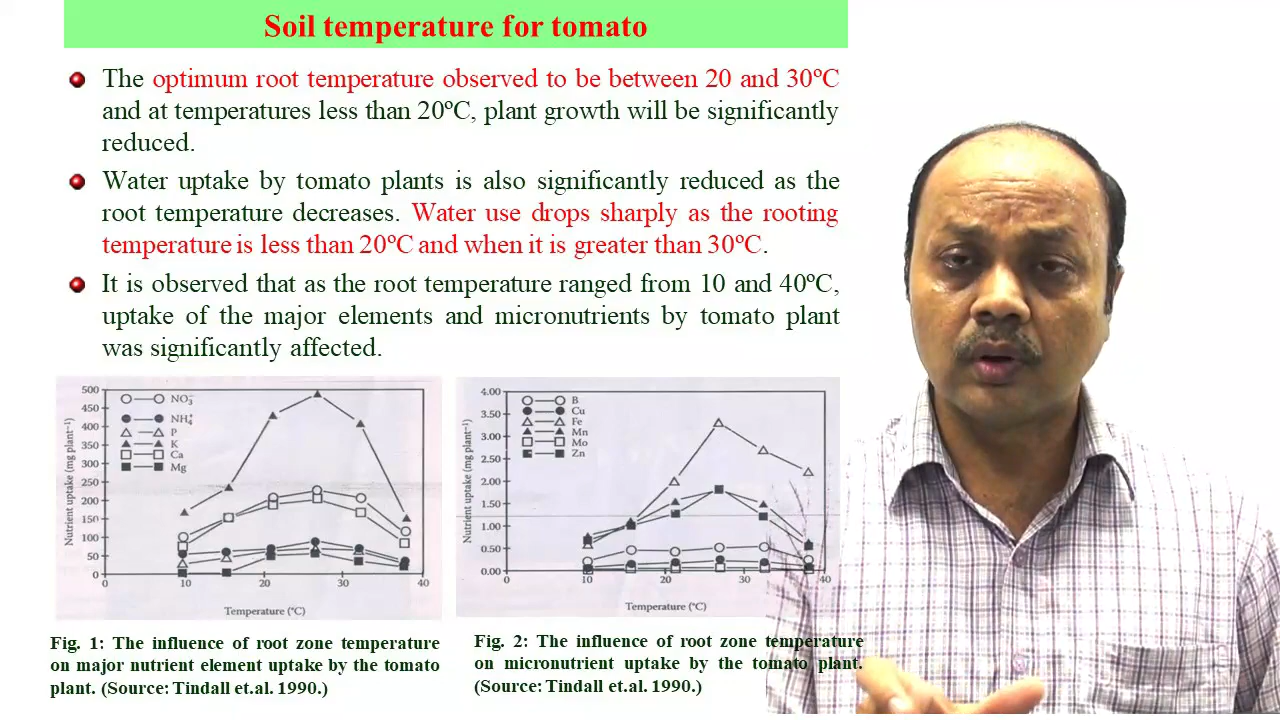 Soil temperature for tomato
The optimum root temperature observed to be between 20 and 30ºC
and at temperatures less than 20ºC, plant growth will be significantly
reduced.
Water uptake by tomato plants is also significantly reduced as the
root temperature decreases. Water use drops sharply as the rooting
temperature is less than 20ºC and when it is greater than 30ºC.
It is observed that as the root temperature ranged from 10 and 40ºC,
uptake of the major elements and micronutrients by tomato plant
was significantly affected.
500
450
400
350
300
250
200
150
100
50
0
Nutrient uptake (mg plant⁻¹)
NO₃⁻
NH₄⁺
P
K
Ca
Mg
0 10 20 30 40
Temperature (°C)
4.00
3.50
3.00
2.50
2.00
1.50
1.00
0.50
0.00
Nutrient uptake (mg plant⁻¹)
B
Cu
Fe
Mn
Mo
Zn
0 10 20 30 40
Temperature (°C)
Fig. 1: The influence of root zone temperature
on major nutrient element uptake by the tomato
plant. (Source: Tindall et.al. 1990.)
Fig. 2: The influence of root zone temperature
on micronutrient uptake by the tomato plant.
(Source: Tindall et.al. 1990.)